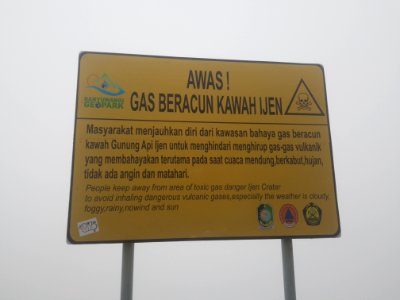 AWAS !
GAS BERACUN KAWAH IJEN
BANYUWANGI
GEOPARK
Masyarakat menjauhkan diri dari kawasan bahaya gas beracun
kawah Gunung Api Ijen untuk menghindari menghirup gas-gas vulkanik
yang membahayakan terutama pada saat cuaca mendung,berkabut,hujan,
tidak ada angin dan matahari.
People keep away from area of toxic gas danger Ijen Crater
to avoid inhaling dangerous vulcanic gases,especially the weather is cloudy
foggy,rainy,nowind and sun